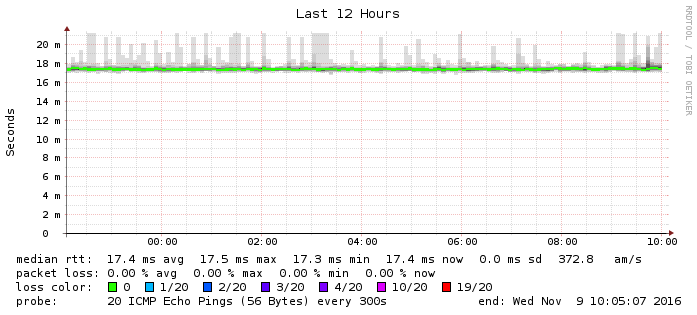 Last 12 Hours
RRDTOOL / TOBI OETIKER
Seconds
20 m
18 m
16 m
14 m
12 m
10 m
8 m
6 m
4 m
2 m
0
00:00 02:00 04:00 06:00 08:00 10:00
median rtt: 17.4 ms avg 17.5 ms max 17.3 ms min 17.4 ms now 0.0 ms sd 372.8 am/s
packet loss: 0.00 % avg 0.00 % max 0.00 % min 0.00 % now
loss color: 0 1/20 2/20 3/20 4/20 10/20 19/20
probe: 20 ICMP Echo Pings (56 Bytes) every 300s end: Wed Nov 9 10:05:07 2016